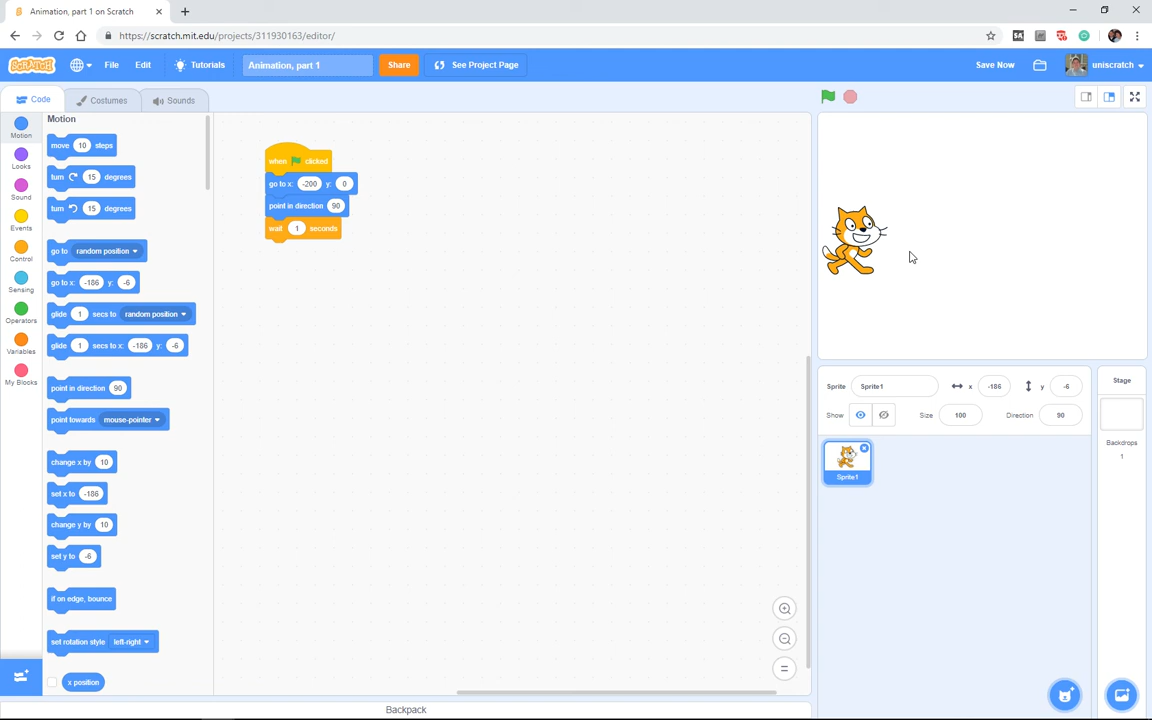 Animation, part 1 on Scratch
https://scratch.mit.edu/projects/311930163/editor/
SCRATCH File Edit Tutorials Animation, part 1 Share See Project Page Save Now uniscratch
Code Costumes Sounds
Motion
Looks
Sound
Events
Control
Sensing
Operators
Variables
My Blocks
Motion
move 10 steps
turn 15 degrees
turn 15 degrees
go to random position
go to x: -186 y: -6
glide 1 secs to random position
glide 1 secs to x: -186 y: -6
point in direction 90
point towards mouse-pointer
change x by 10
set x to -186
change y by 10
set y to -6
if on edge, bounce
set rotation style left-right
x position
when clicked
go to x: -200 y: 0
point in direction 90
wait 1 seconds
Sprite Sprite1 x -186 y -6
Show Size 100 Direction 90
Sprite1
Stage
Backdrops
1
Backpack